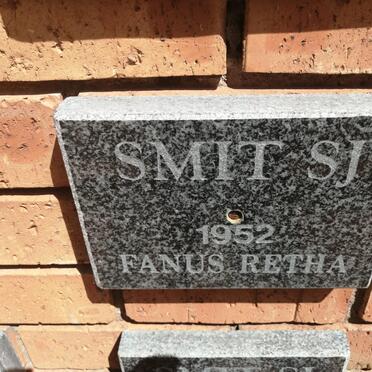 SMIT SJ
1952
FANUS RETHA